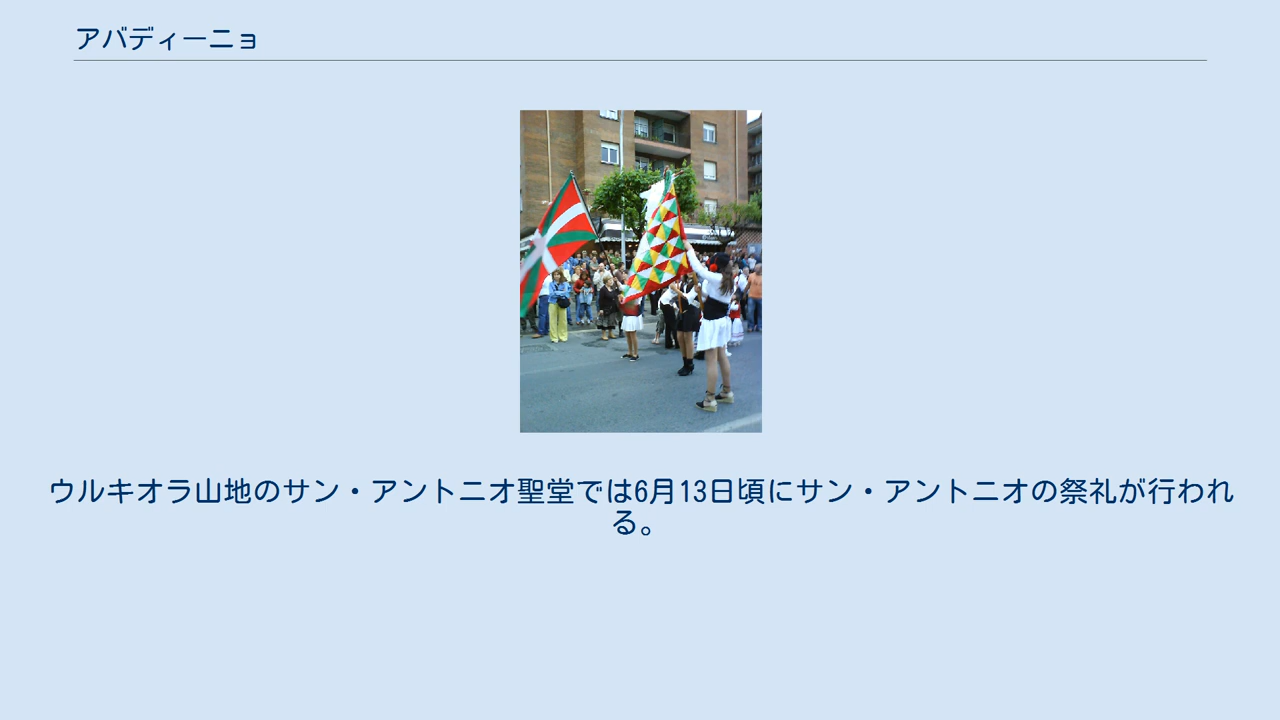 アバディーニョ
ウルキオラ山地のサン・アントニオ聖堂では6月13日頃にサン・アントニオの祭礼が行われ
る。